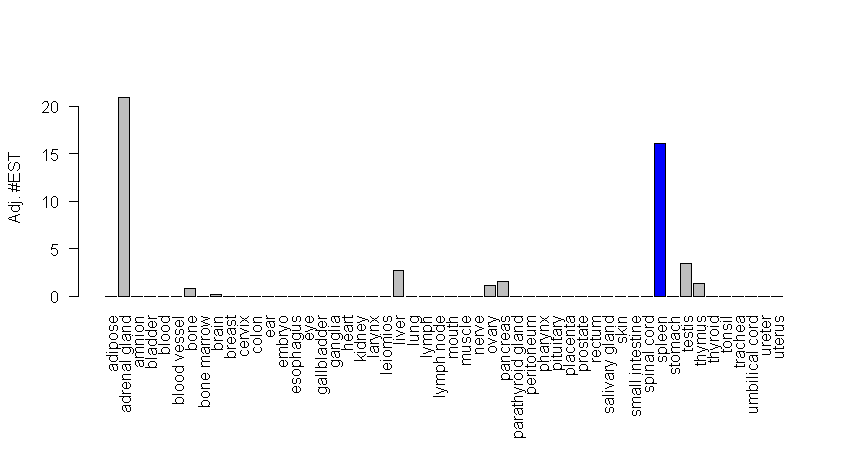 Adj. #EST
20
15
10
5
0
adipose
adrenal gland
amnion
bladder
blood
blood vessel
bone
bone marrow
brain
breast
cervix
colon
ear
embryo
esophagus
eye
gallbladder
ganglia
heart
kidney
larynx
leiomios
liver
lung
lymph
lymph node
mouth
muscle
nerve
ovary
pancreas
parathyroid gland
peritoneum
pharynx
pituitary
placenta
prostate
rectum
salivary gland
skin
small intestine
spinal cord
spleen
stomach
testis
thymus
thyroid
tonsil
trachea
umbilical cord
ureter
uterus